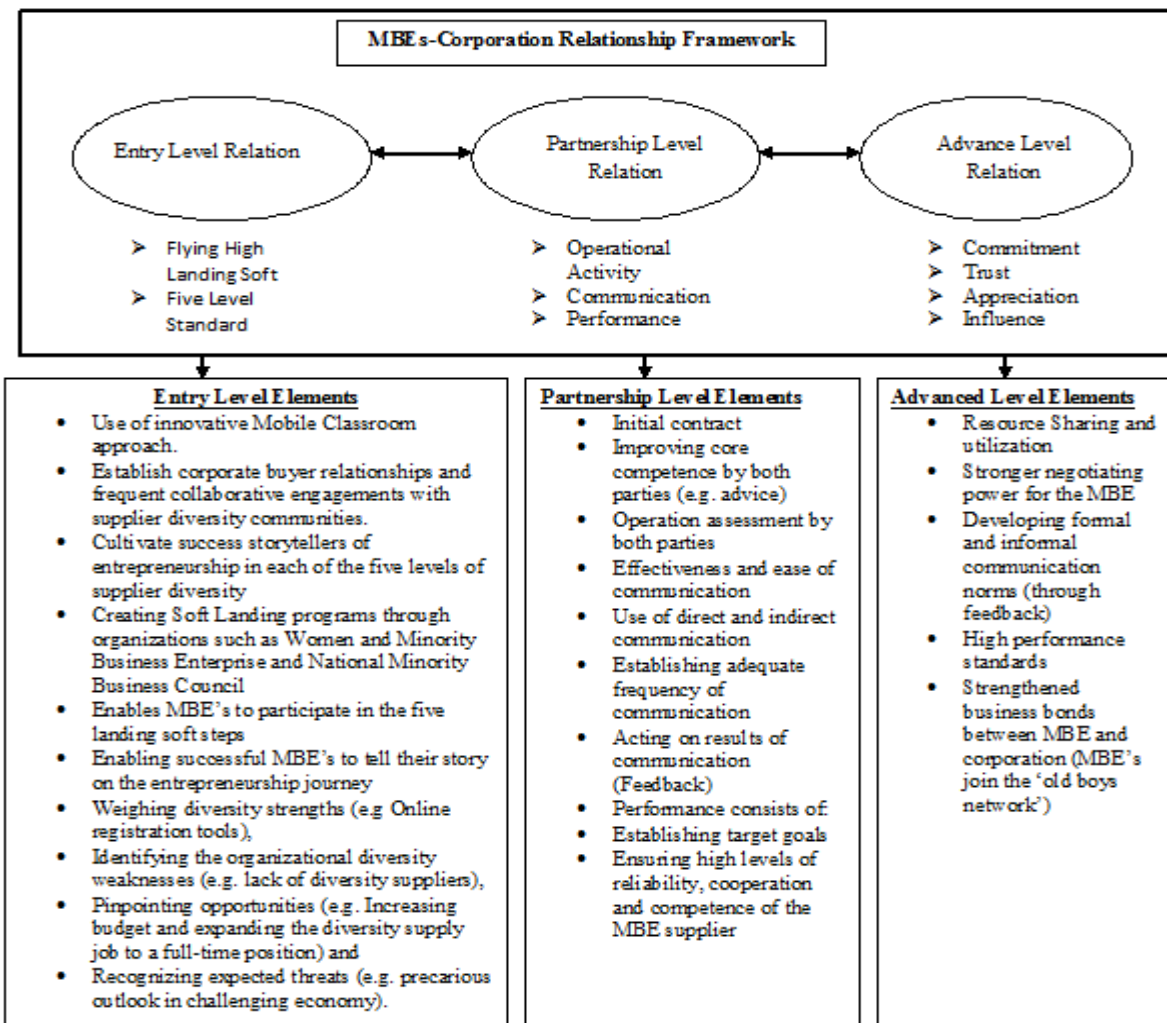 MBEs-Corporation Relationship Framework
Entry Level Relation
Partnership Level
Relation
Advance Level
Relation
➤ Flying High
Landing Soft
➤ Five Level
Standard
➤ Operational
Activity
➤ Communication
➤ Performance
➤ Commitment
➤ Trust
➤ Appreciation
➤ Influence
Entry Level Elements
• Use of innovative Mobile Classroom
approach.
• Establish corporate buyer relationships and
frequent collaborative engagements with
supplier diversity communities.
• Cultivate success storytellers of
entrepreneurship in each of the five levels of
supplier diversity
• Creating Soft Landing programs through
organizations such as Women and Minority
Business Enterprise and National Minority
Business Council
• Enables MBE's to participate in the five
landing soft steps
• Enabling successful MBE's to tell their story
on the entrepreneurship journey
• Weighing diversity strengths (e.g Online
registration tools),
• Identifying the organizational diversity
weaknesses (e.g. lack of diversity suppliers),
• Pinpointing opportunities (e.g. Increasing
budget and expanding the diversity supply
job to a full-time position) and
• Recognizing expected threats (e.g. precarious
outlook in challenging economy).
Partnership Level Elements
• Initial contract
• Improving core
competence by both
parties (e.g. advice)
• Operation assessment by
both parties
• Effectiveness and ease of
communication
• Use of direct and indirect
communication
• Establishing adequate
frequency of
communication
• Acting on results of
communication
(Feedback)
• Performance consists of:
• Establishing target goals
• Ensuring high levels of
reliability, cooperation
and competence of the
MBE supplier
Advanced Level Elements
• Resource Sharing and
utilization
• Stronger negotiating
power for the MBE
• Developing formal
and informal
communication
norms (through
feedback)
• High performance
standards
• Strengthened
business bonds
between MBE and
corporation (MBE's
join the 'old boys
network')